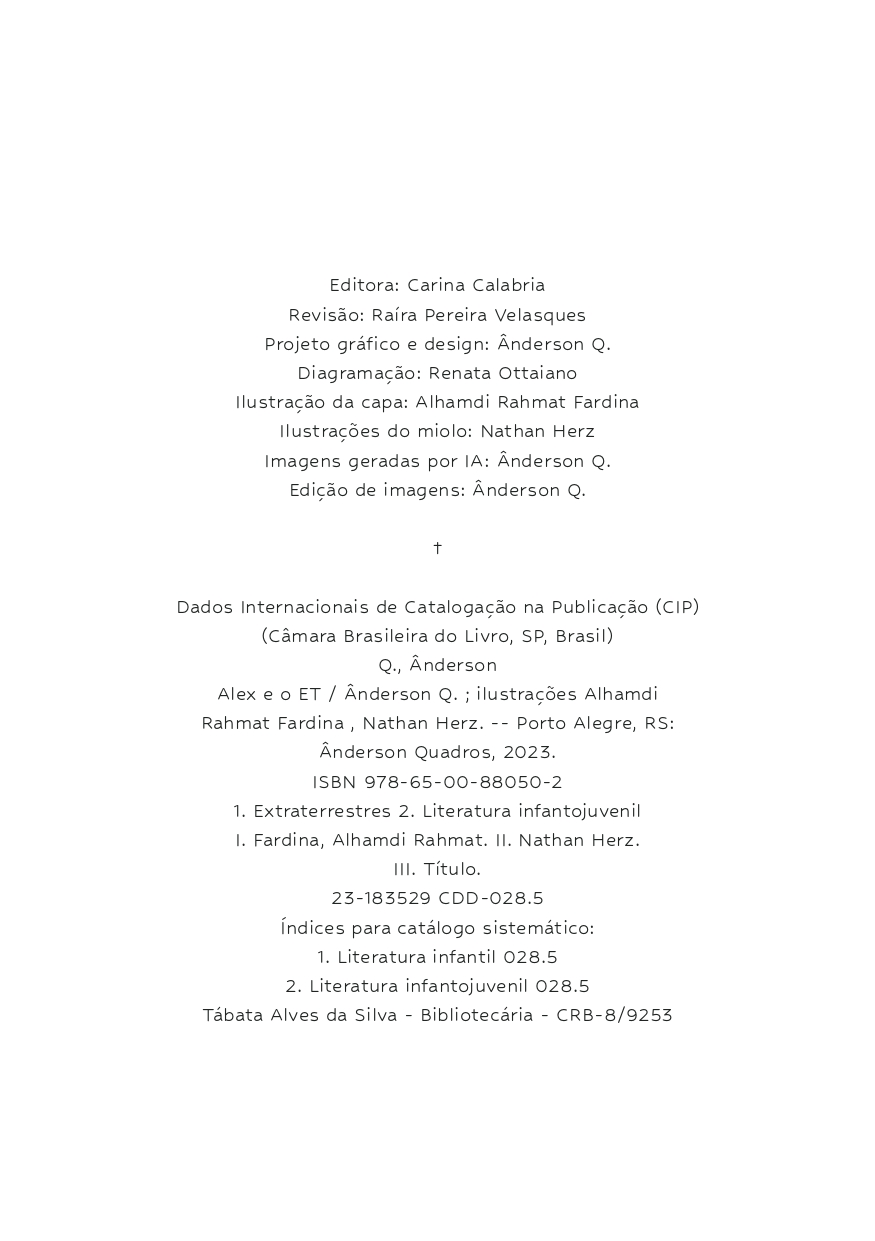 Editora: Carina Calabria
Revisão: Raíra Pereira Velasques
Projeto gráfico e design: Ânderson Q.
Diagramação: Renata Ottaiano
Ilustração da capa: Alhamdi Rahmat Fardina
Ilustrações do miolo: Nathan Herz
Imagens geradas por IA: Ânderson Q.
Edição de imagens: Ânderson Q.
†
Dados Internacionais de Catalogação na Publicação (CIP)
(Câmara Brasileira do Livro, SP, Brasil)
Q., Ânderson
Alex e o ET / Ânderson Q. ; ilustrações Alhamdi
Rahmat Fardina , Nathan Herz. -- Porto Alegre, RS:
Ânderson Quadros, 2023.
ISBN 978-65-00-88050-2
1. Extraterrestres 2. Literatura infantojuvenil
I. Fardina, Alhamdi Rahmat. II. Nathan Herz.
III. Título.
23-183529 CDD-028.5
Índices para catálogo sistemático:
1. Literatura infantil 028.5
2. Literatura infantojuvenil 028.5
Tábata Alves da Silva - Bibliotecária - CRB-8/9253